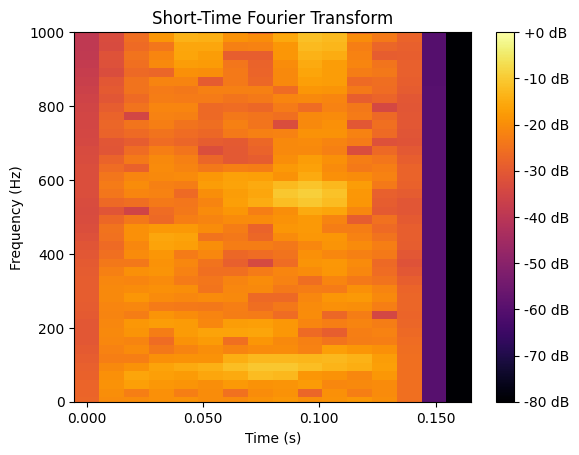 Short-Time Fourier Transform
1000
800
600
400
200
0
Frequency (Hz)
0.000
0.050
0.100
0.150
Time (s)
+0 dB
-10 dB
-20 dB
-30 dB
-40 dB
-50 dB
-60 dB
-70 dB
-80 dB